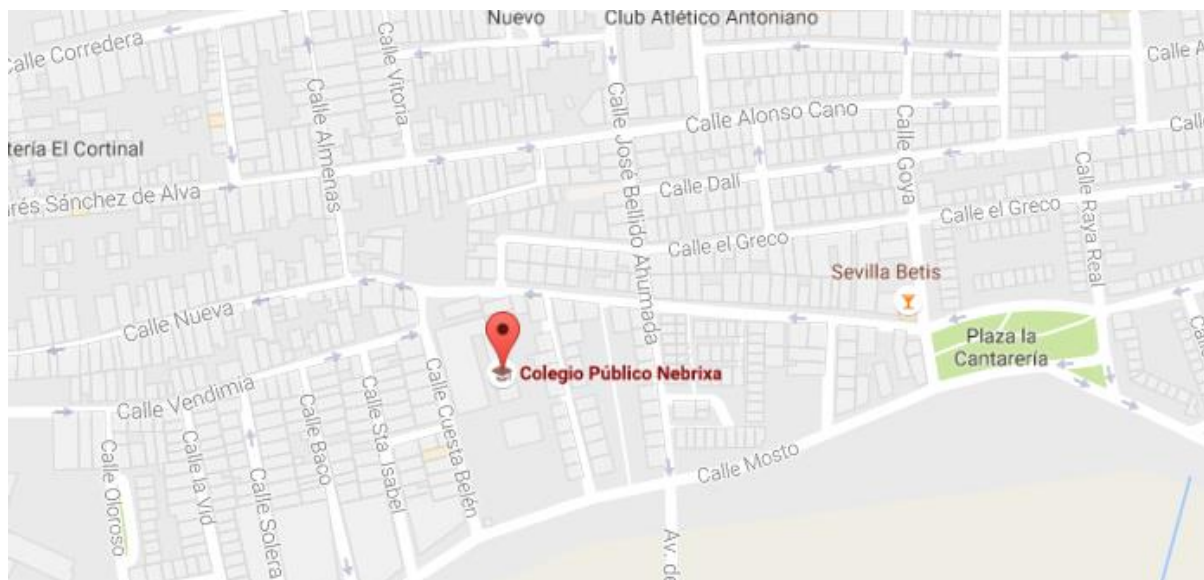 Nuevo
Club Atlético Antoniano
Calle Corredera
Calle A
Calle Vitoria
Calle Almenas
Calle José Bellido Ahumada
Calle Alonso Cano
Calle Goya
Calle
tería El Cortinal
Calle Dalí
Calle Raya Real
rés Sánchez de Alva
Calle el Greco
Calle el Greco
Sevilla Betis
Calle Nueva
Plaza la
Cantarería
Colegio Público Nebrixa
Calle Vendimia
Calle Cuesta Belén
Calle Sta. Isabel
Calle Baco
Calle Mosto
Calle Oloroso
Calle la Vid
Calle Solera
Av. de